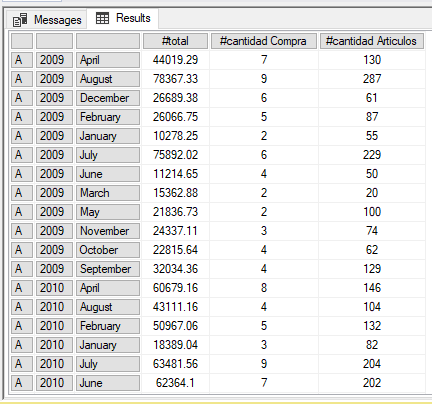 Messages Results
#total #cantidad Compra #cantidad Articulos
A 2009 April 44019.29 7 130
A 2009 August 78367.33 9 287
A 2009 December 26689.38 6 61
A 2009 February 26066.75 5 87
A 2009 January 10278.25 2 55
A 2009 July 75892.02 6 229
A 2009 June 11214.65 4 50
A 2009 March 15362.88 2 20
A 2009 May 21836.73 2 100
A 2009 November 24337.11 3 74
A 2009 October 22815.64 4 62
A 2009 September 32034.36 4 129
A 2010 April 60679.16 8 146
A 2010 August 43111.16 4 104
A 2010 February 50967.06 5 132
A 2010 January 18389.04 3 82
A 2010 July 63481.56 9 204
A 2010 June 62364.1 7 202